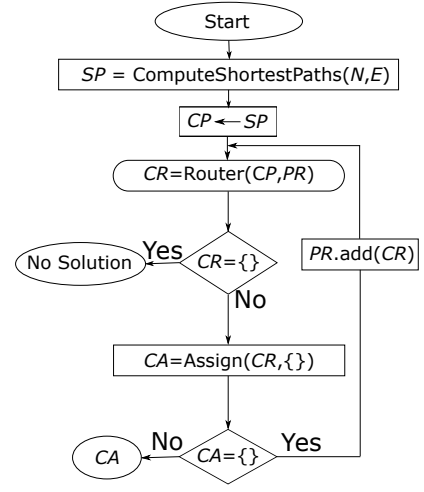 Start
SP = ComputeShortestPaths(N,E)
CP ← SP
CR=Router(CP,PR)
Yes
No Solution
CR={}
PR.add(CR)
No
CA=Assign(CR,{})
No
Yes
CA
CA={}